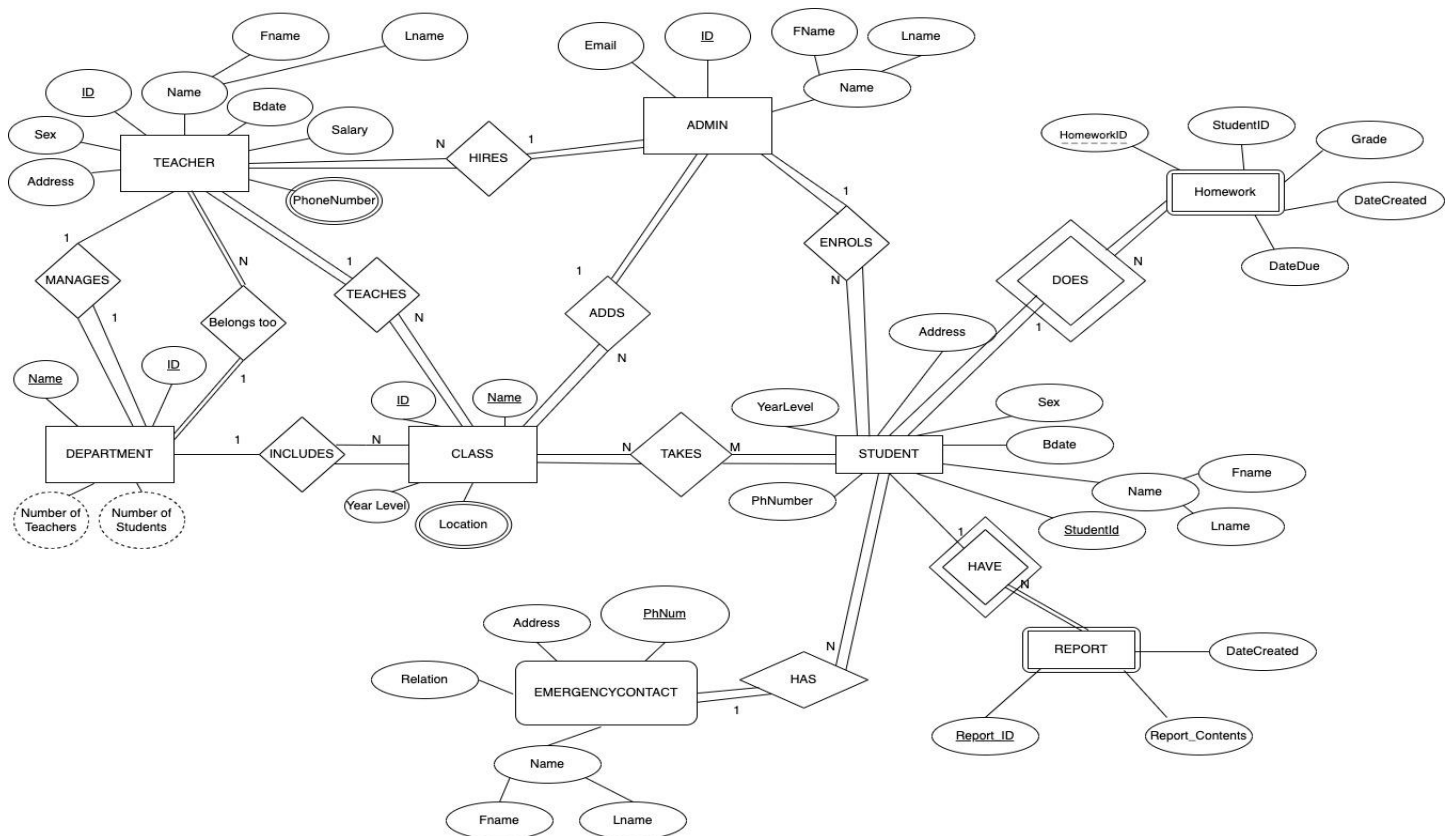 Fname
Lname
ID
Name
Bdate
Sex
Salary
TEACHER
Address
PhoneNumber
N
HIRES
1
Email
ID
FName
Lname
Name
ADMIN
HomeworkID
StudentID
Grade
Homework
DateCreated
DateDue
1
MANAGES
1
N
Belongs too
1
1
TEACHES
N
1
ADDS
N
1
ENROLS
N
N
DOES
1
Name
ID
DEPARTMENT
Number of
Teachers
Number of
Students
1
INCLUDES
N
ID
Name
CLASS
Year Level
Location
N
TAKES
M
Address
YearLevel
STUDENT
PhNumber
Sex
Bdate
Name
Fname
Lname
StudentId
1
HAVE
N
REPORT
DateCreated
Report_ID
Report_Contents
N
HAS
1
Address
PhNum
Relation
EMERGENCYCONTACT
Name
Fname
Lname